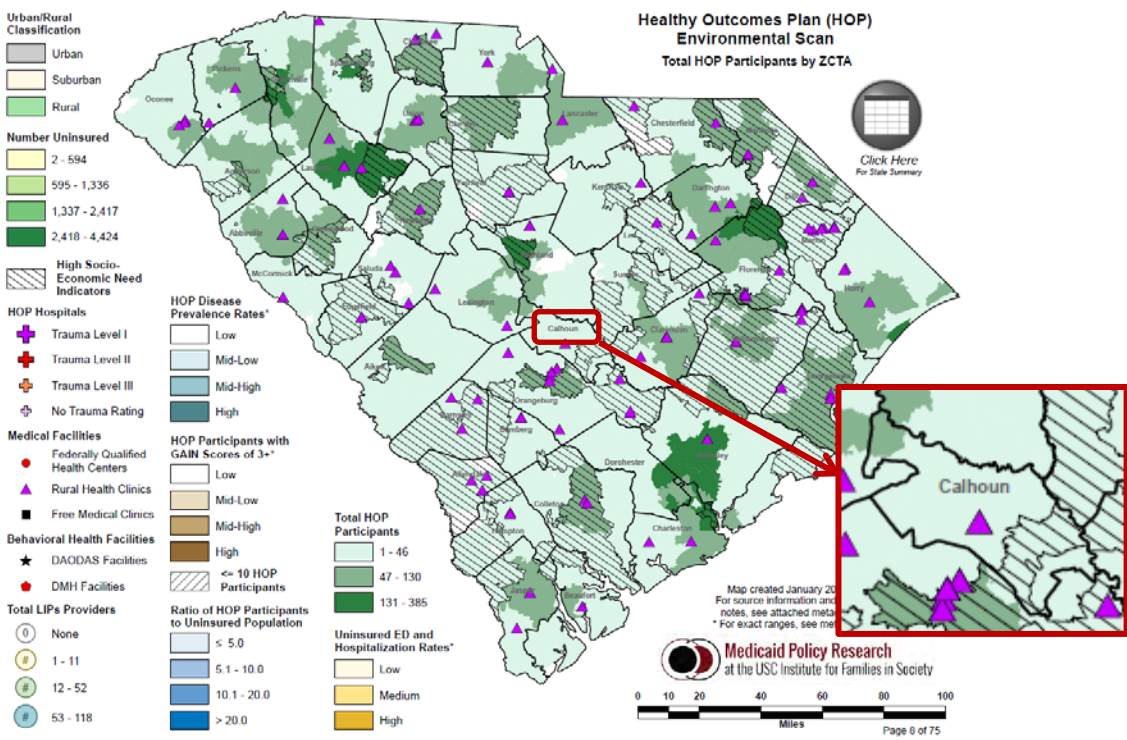 Healthy Outcomes Plan (HOP)
Environmental Scan
Total HOP Participants by ZCTA
Click Here
For State Summary
Urban/Rural
Classification
Urban
Suburban
Rural
Number Uninsured
2 - 594
595 - 1,336
1,337 - 2,417
2,418 - 4,424
High Socio-
Economic Need
Indicators
HOP Hospitals
Trauma Level I
Trauma Level II
Trauma Level III
No Trauma Rating
Medical Facilities
Federally Qualified
Health Centers
Rural Health Clinics
Free Medical Clinics
Behavioral Health Facilities
DAODAS Facilities
DMH Facilities
Total LIPs Providers
0 None
# 1 - 11
# 12 - 52
# 53 - 118
HOP Disease
Prevalence Rates*
Low
Mid-Low
Mid-High
High
HOP Participants with
GAIN Scores of 3+*
Low
Mid-Low
Mid-High
High
<= 10 HOP
Participants
Ratio of HOP Participants
to Uninsured Population
≤ 5.0
5.1 - 10.0
10.1 - 20.0
> 20.0
Total HOP
Participants
1 - 46
47 - 130
131 - 385
Uninsured ED and
Hospitalization Rates*
Low
Medium
High
Oconee
York
Lancaster
Chesterfield
Abbeville
McCormick
Saluda
Lexington
Kershaw
Darlington
Marion
Horry
Calhoun
Aiken
Orangeburg
Dorchester
Colleton
Charleston
Hampton
Beaufort
Calhoun
Map created January 20
For source information and
notes, see attached meta
* For exact ranges, see met
Medicaid Policy Research
at the USC Institute for Families in Society
0 10 20 40 60 80 100
Miles
Page 8 of 75